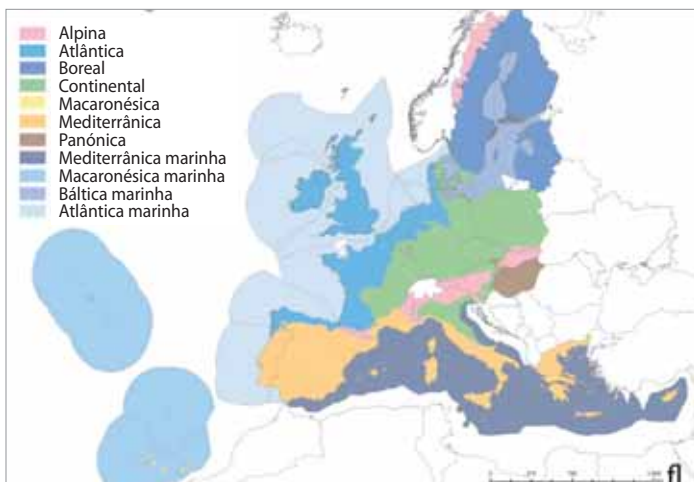 Alpina
Atlântica
Boreal
Continental
Macaronésica
Mediterrânica
Panónica
Mediterrânica marinha
Macaronésica marinha
Báltica marinha
Atlântica marinha
fl